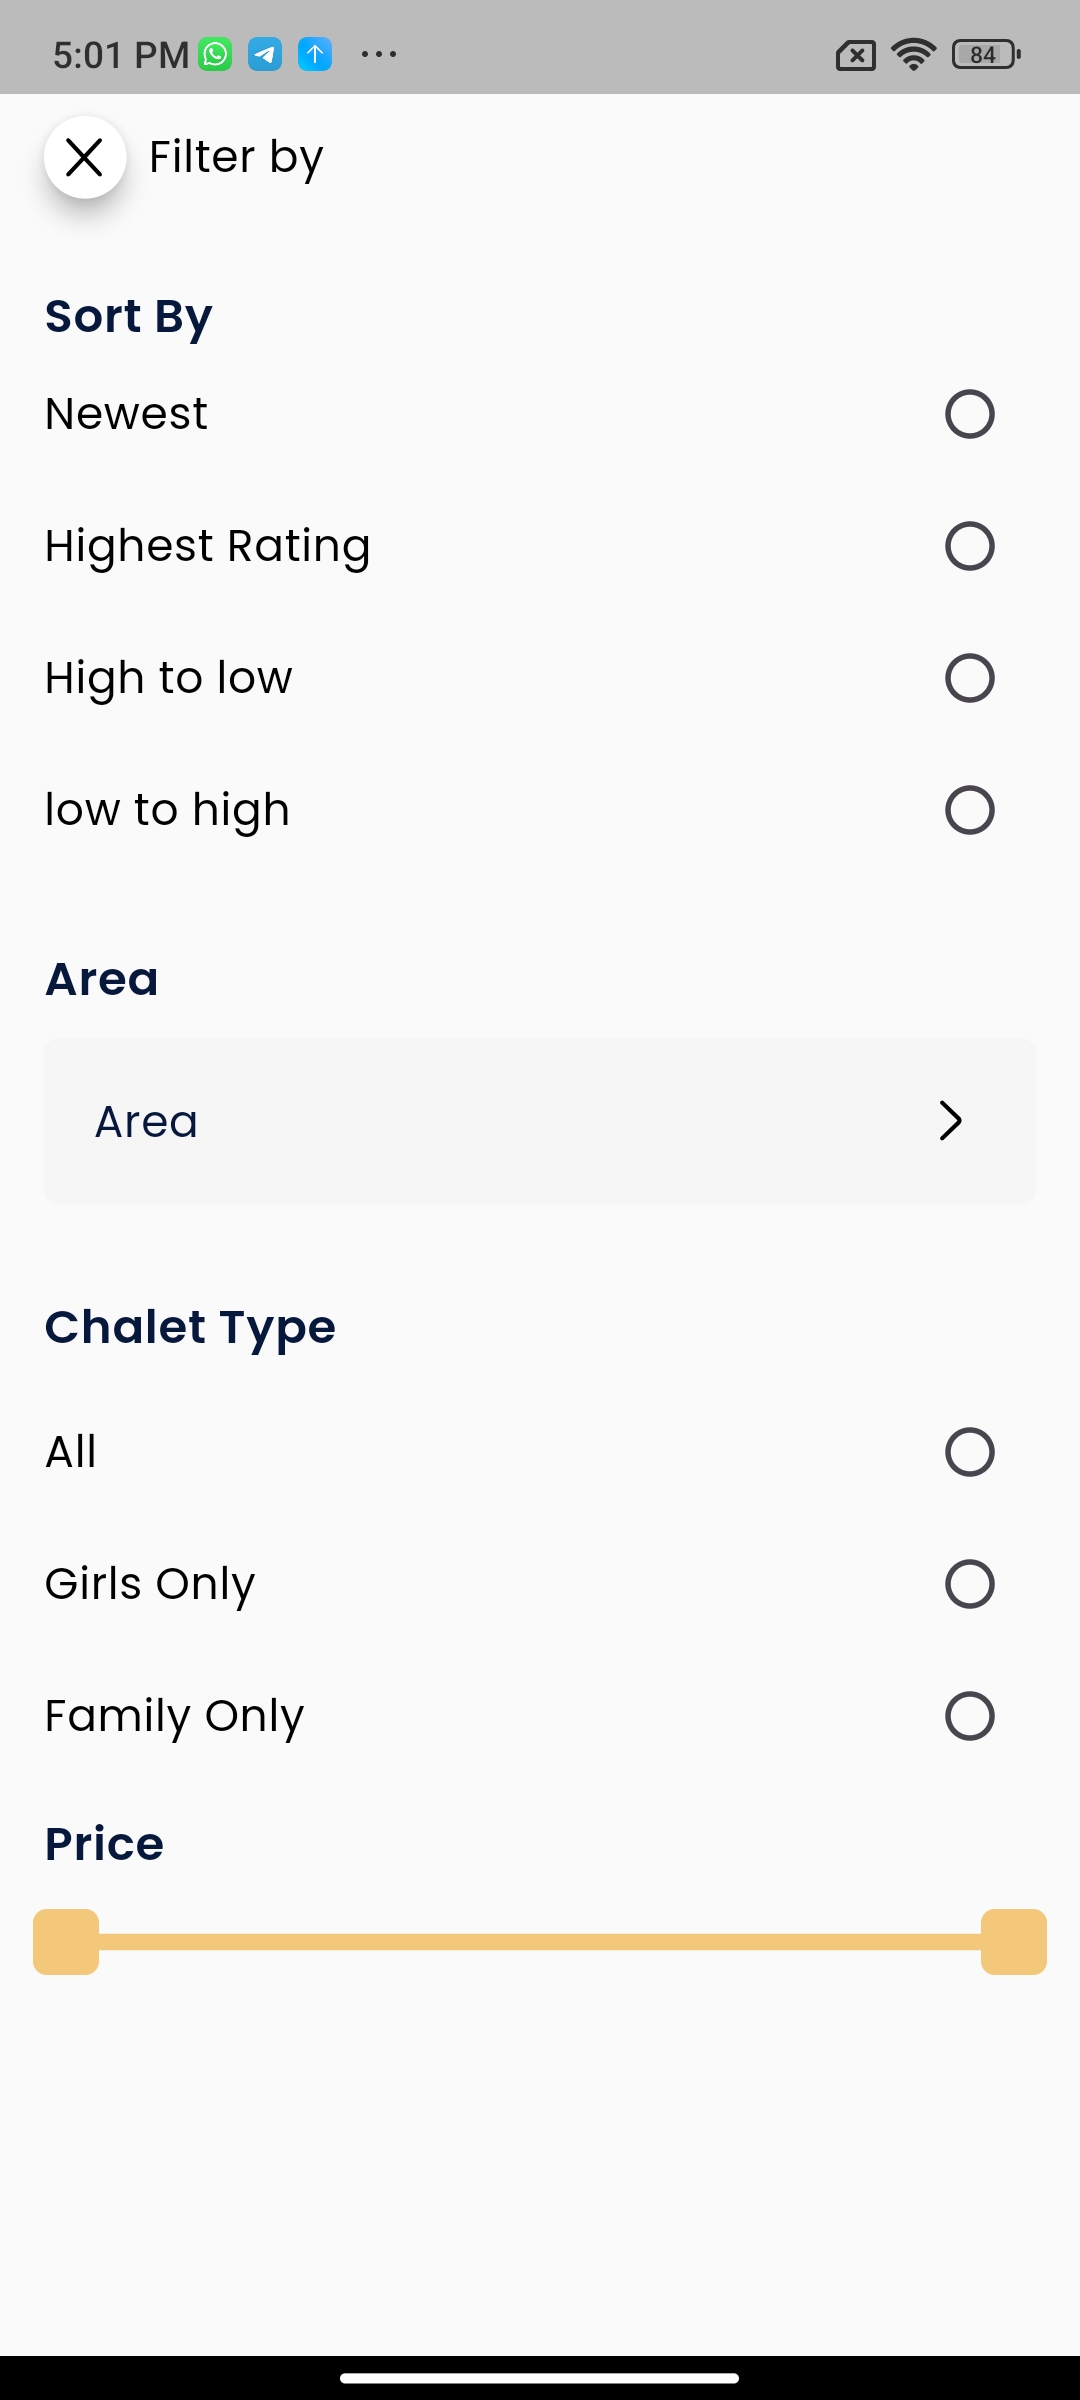 5:01 PM
84
Filter by
Sort By
Newest
Highest Rating
High to low
low to high
Area
Area
Chalet Type
All
Girls Only
Family Only
Price